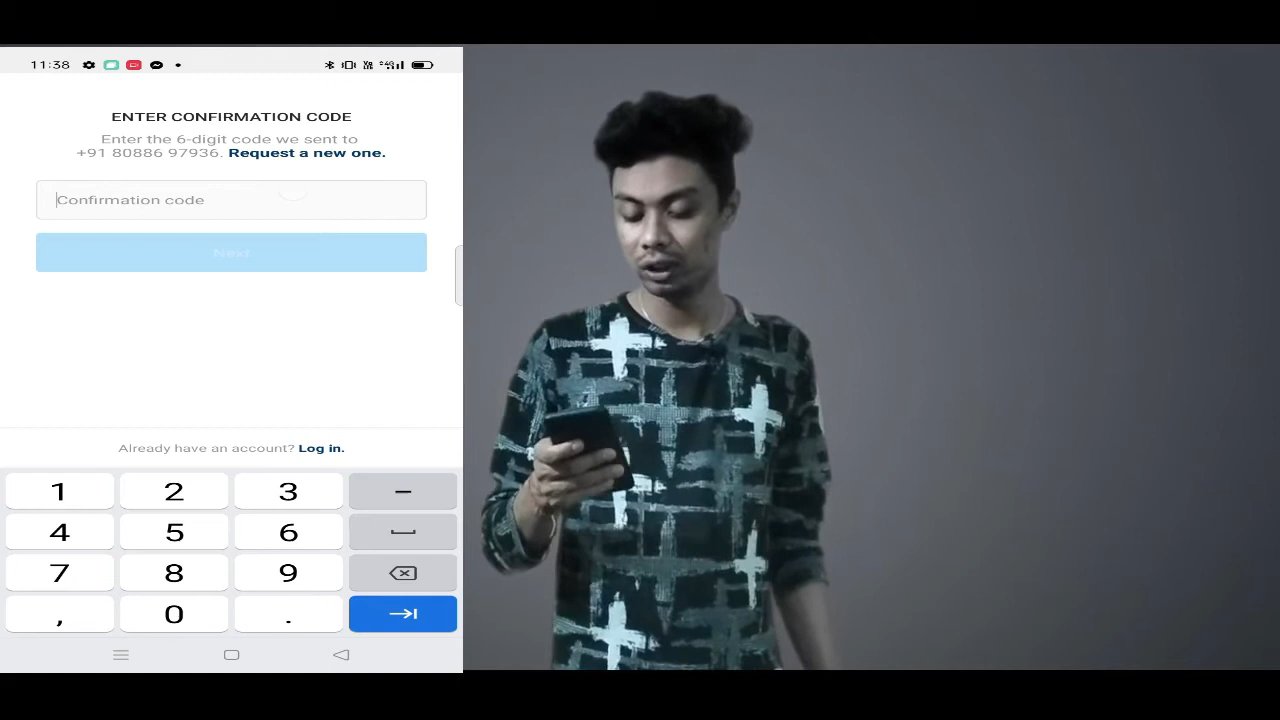 11:38
ENTER CONFIRMATION CODE
Enter the 6-digit code we sent to
+91 80886 97936. Request a new one.
Confirmation code
Next
Already have an account? Log in.
1 2 3 –
4 5 6
7 8 9
, 0 .